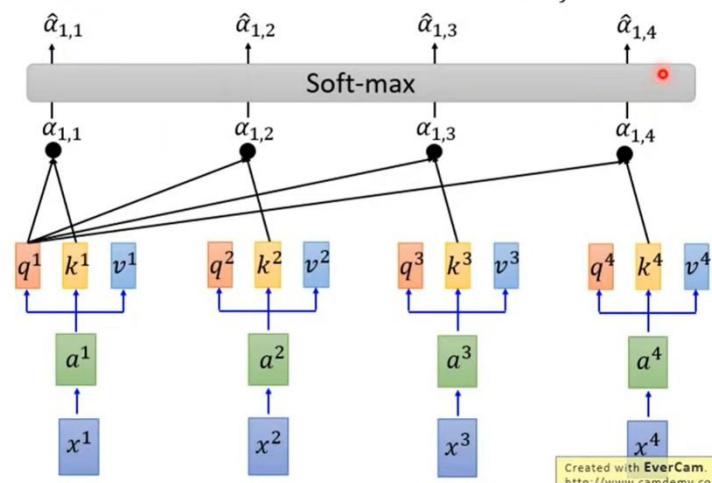 α̂₁,₁ α̂₁,₂ α̂₁,₃ α̂₁,₄
Soft-max
α₁,₁ α₁,₂ α₁,₃ α₁,₄
q¹ k¹ v¹ q² k² v² q³ k³ v³ q⁴ k⁴ v⁴
a¹ a² a³ a⁴
x¹ x² x³ x⁴
Created with EverCam.